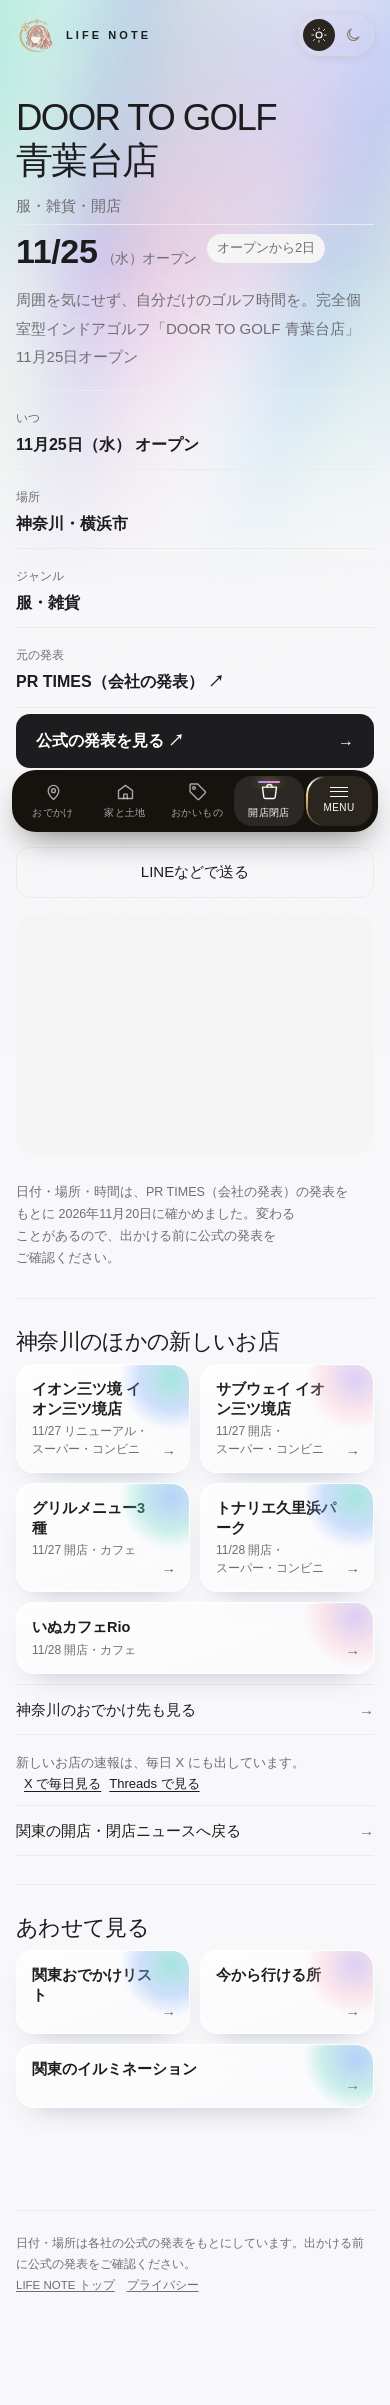 LIFE NOTE
DOOR TO GOLF
青葉台店
服・雑貨・開店
11/25 （水）オープン オープンから2日
周囲を気にせず、自分だけのゴルフ時間を。完全個
室型インドアゴルフ「DOOR TO GOLF 青葉台店」
11月25日オープン
いつ
11月25日（水） オープン
場所
神奈川・横浜市
ジャンル
服・雑貨
元の発表
PR TIMES（会社の発表） ↗
公式の発表を見る ↗ →
おでかけ 家と土地 おかいもの 開店閉店 MENU
LINEなどで送る
日付・場所・時間は、PR TIMES（会社の発表）の発表を
もとに 2026年11月20日に確かめました。変わる
ことがあるので、出かける前に公式の発表を
ご確認ください。
神奈川のほかの新しいお店
イオン三ツ境 イ
オン三ツ境店
11/27 リニューアル・
スーパー・コンビニ →
サブウェイ イオ
ン三ツ境店
11/27 開店・
スーパー・コンビニ →
グリルメニュー3
種
11/27 開店・カフェ
→
トナリエ久里浜パ
ーク
11/28 開店・
スーパー・コンビニ →
いぬカフェRio
11/28 開店・カフェ →
神奈川のおでかけ先も見る →
新しいお店の速報は、毎日 X にも出しています。
X で毎日見る Threads で見る
関東の開店・閉店ニュースへ戻る →
あわせて見る
関東おでかけリス
ト
→
今から行ける所
→
関東のイルミネーション
→
日付・場所は各社の公式の発表をもとにしています。出かける前
に公式の発表をご確認ください。
LIFE NOTE トップ プライバシー